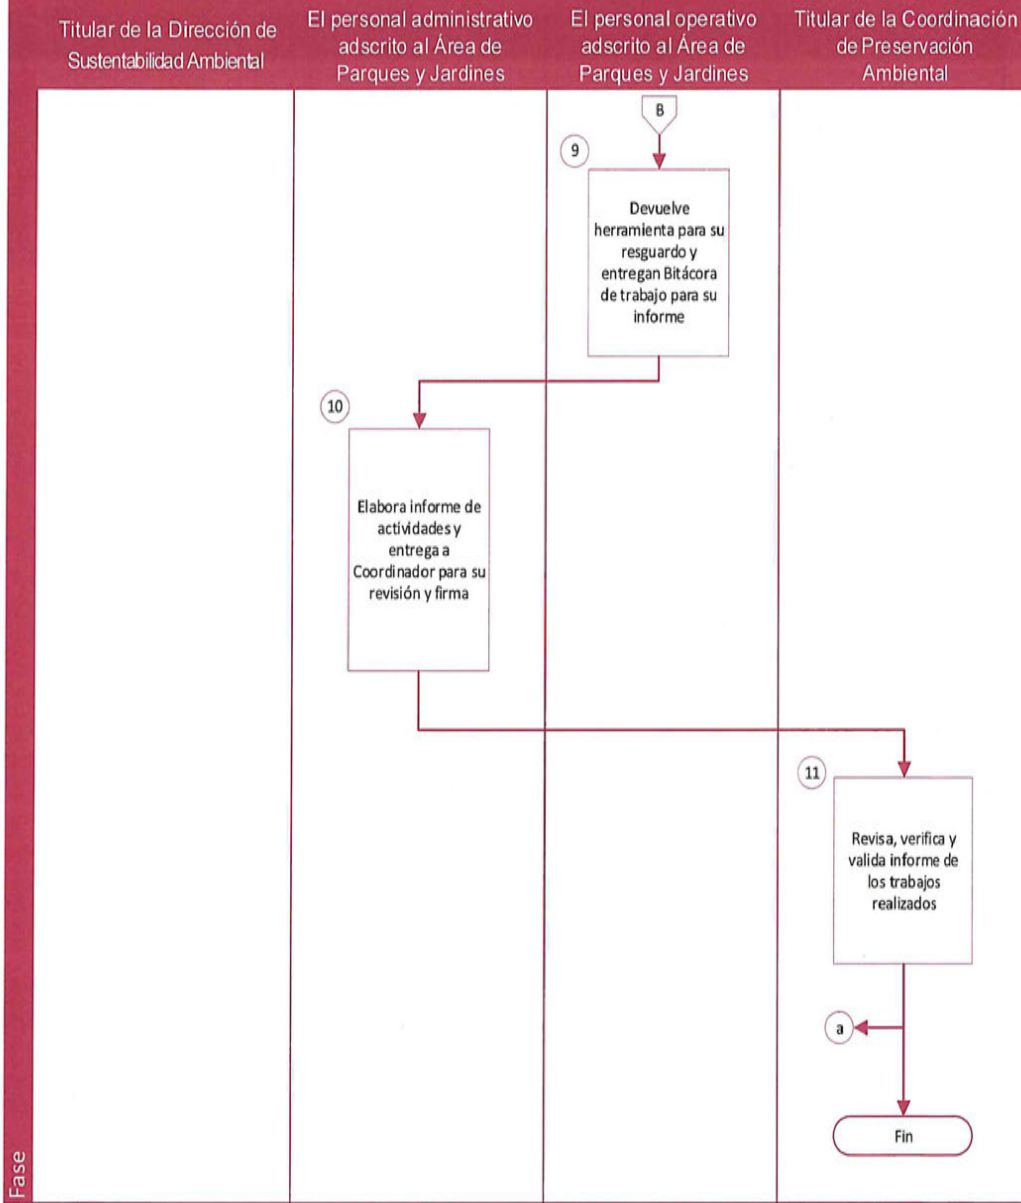 Titular de la Dirección de
Sustentabilidad Ambiental
El personal administrativo
adscrito al Área de
Parques y Jardines
El personal operativo
adscrito al Área de
Parques y Jardines
Titular de la Coordinación
de Preservación
Ambiental
B
9
Devuelve
herramienta para su
resguardo y
entregan Bitácora
de trabajo para su
informe
10
Elabora informe de
actividades y
entrega a
Coordinador para su
revisión y firma
11
Revisa, verifica y
valida informe de
los trabajos
realizados
a
Fin
Fase